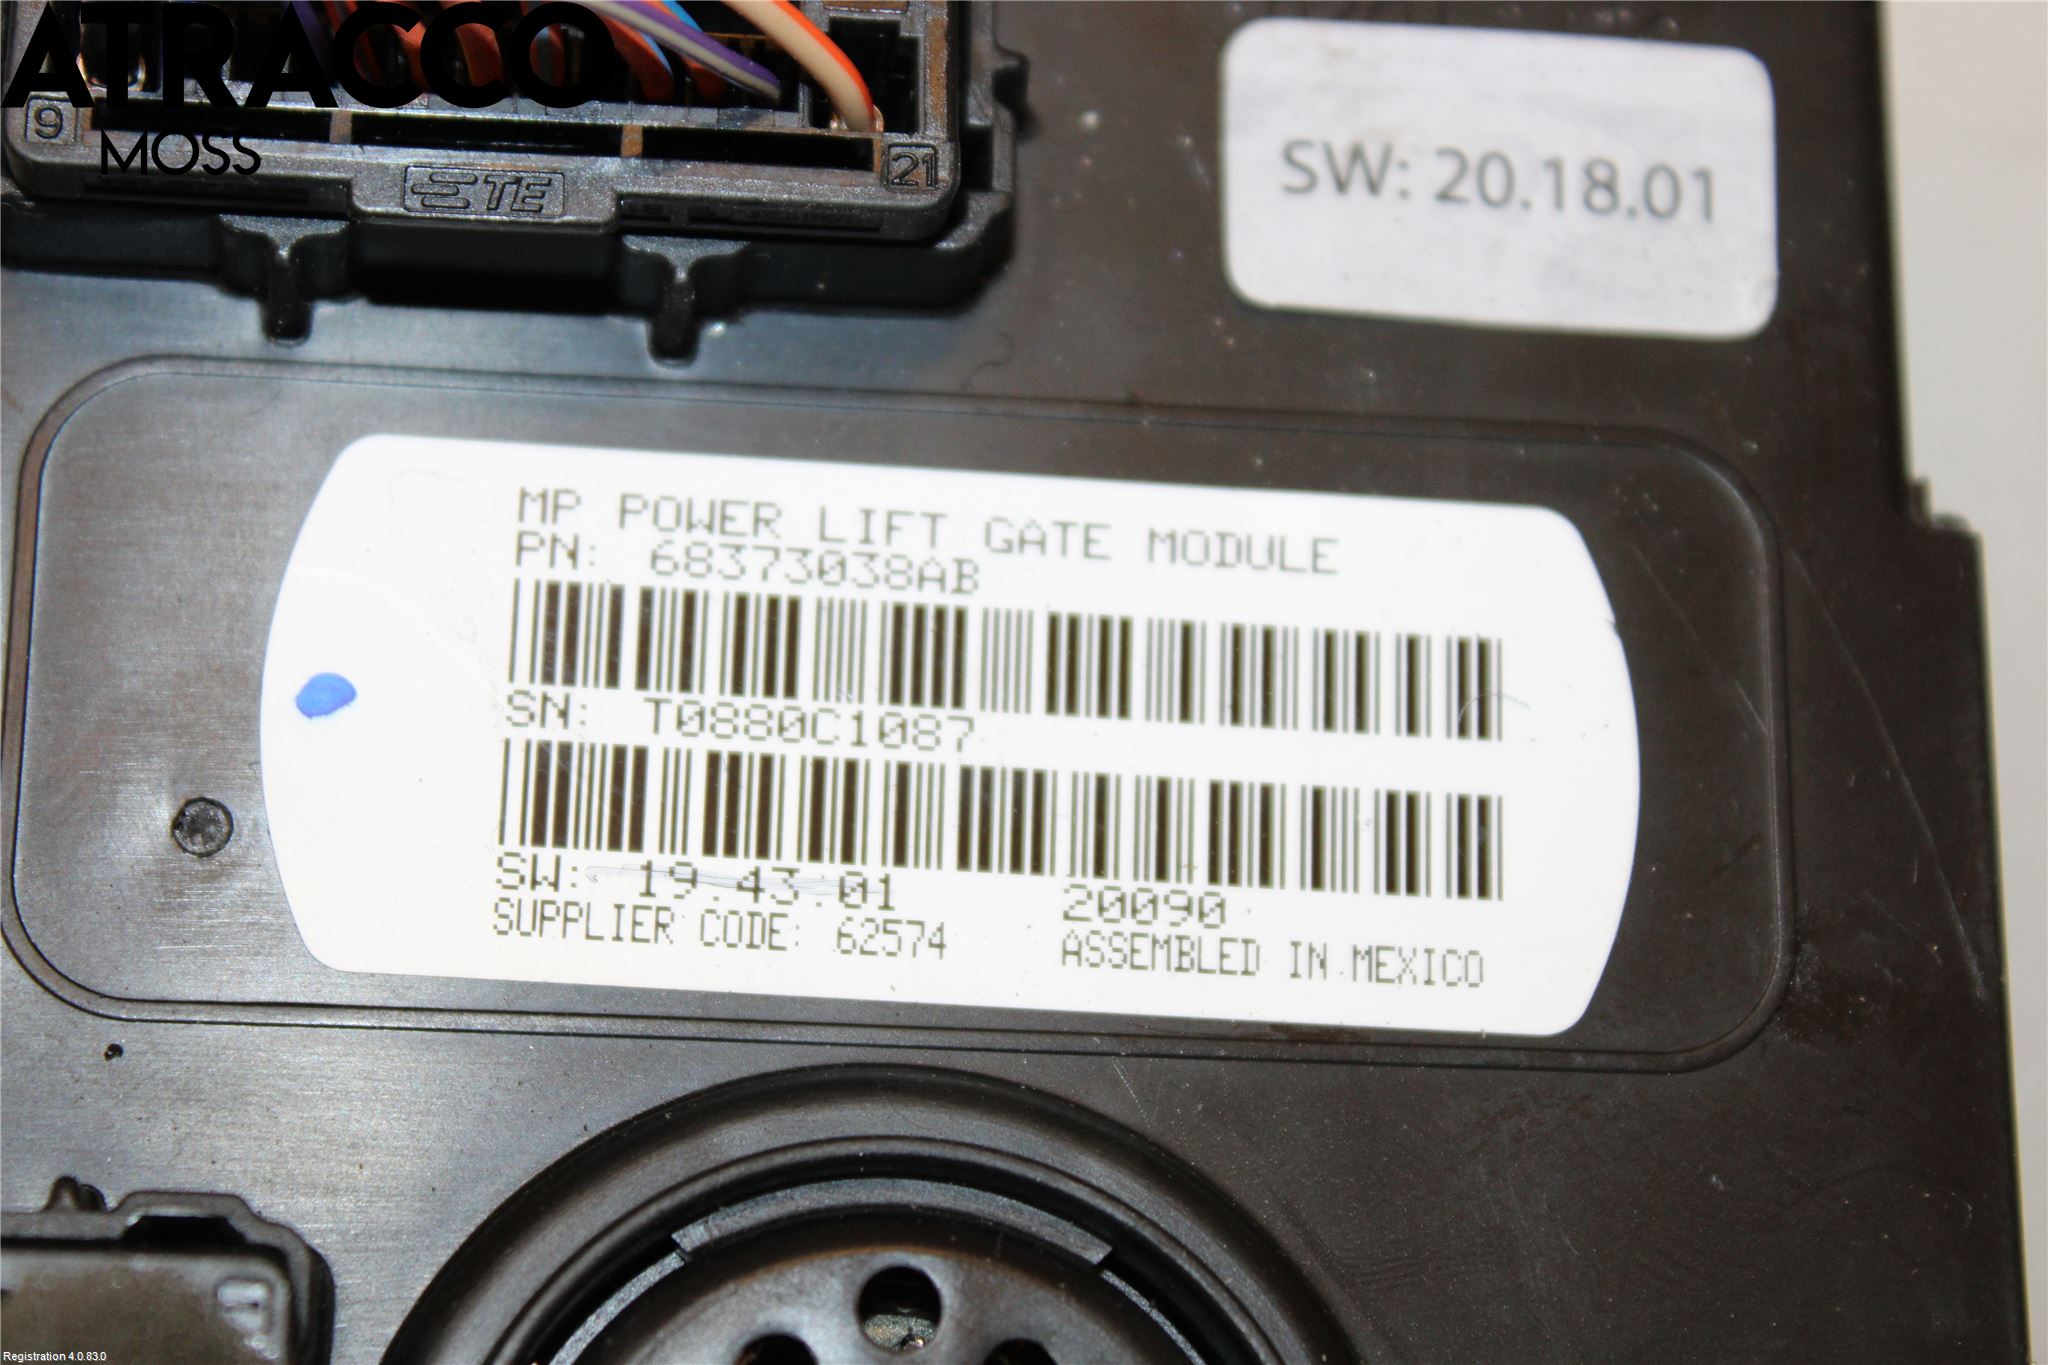 ATRACCO
MOSS
9
TE
21
SW: 20.18.01
MP POWER LIFT GATE MODULE
PN: 68373038AB
SN: T0880C1087
SW: 19.43.01 20090
SUPPLIER CODE: 62574 ASSEMBLED IN MEXICO
Registration 4.0.83.0